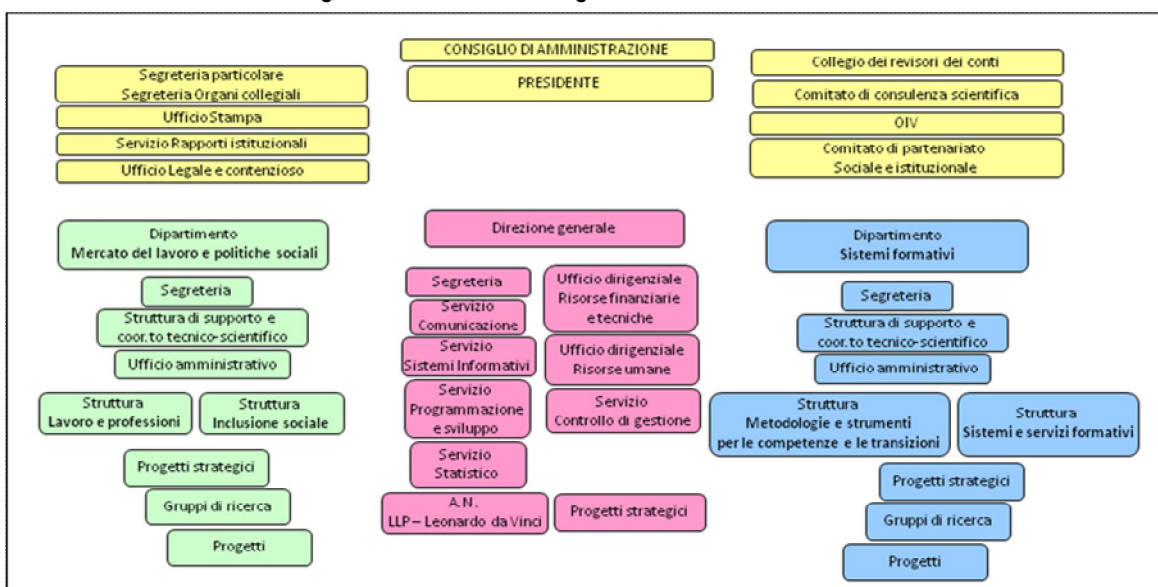 CONSIGLIO DI AMMINISTRAZIONE
PRESIDENTE
Segreteria particolare
Segreteria Organi collegiali
Ufficio Stampa
Servizio Rapporti istituzionali
Ufficio Legale e contenzioso
Collegio dei revisori dei conti
Comitato di consulenza scientifica
OIV
Comitato di partenariato
Sociale e istituzionale
Dipartimento
Mercato del lavoro e politiche sociali
Segreteria
Struttura di supporto e
coor.to tecnico-scientifico
Ufficio amministrativo
Struttura
Lavoro e professioni
Struttura
Inclusione sociale
Progetti strategici
Gruppi di ricerca
Progetti
Direzione generale
Segreteria
Servizio
Comunicazione
Servizio
Sistemi Informativi
Servizio
Programmazione
e sviluppo
Servizio
Statistico
A.N.
LLP – Leonardo da Vinci
Ufficio dirigenziale
Risorse finanziarie
e tecniche
Ufficio dirigenziale
Risorse umane
Servizio
Controllo di gestione
Progetti strategici
Dipartimento
Sistemi formativi
Segreteria
Struttura di supporto e
coor.to tecnico-scientifico
Ufficio amministrativo
Struttura
Metodologie e strumenti
per le competenze e le transizioni
Struttura
Sistemi e servizi formativi
Progetti strategici
Gruppi di ricerca
Progetti